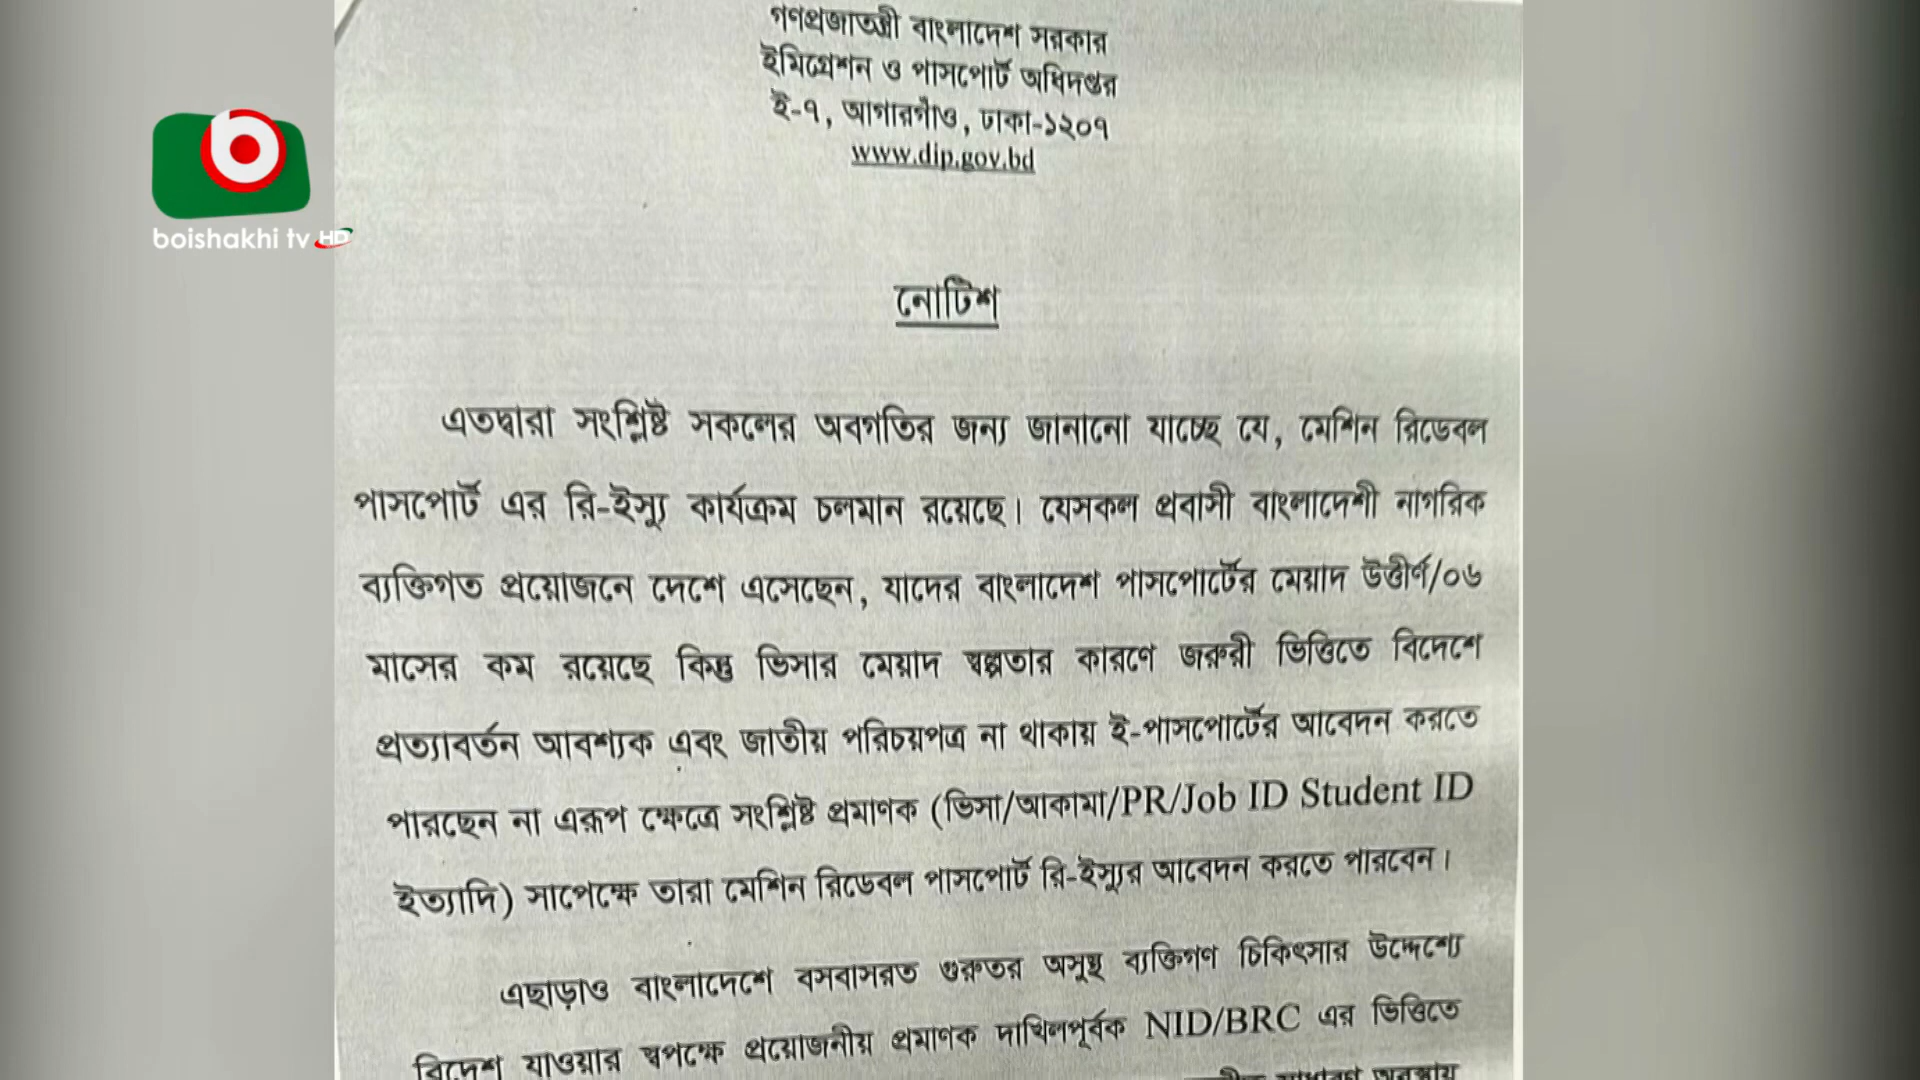 গণপ্রজাতন্ত্রী বাংলাদেশ সরকার
ইমিগ্রেশন ও পাসপোর্ট অধিদপ্তর
ই-৭, আগারগাঁও, ঢাকা-১২০৭
www.dip.gov.bd
boishakhi tv HD
নোটিশ
এতদ্বারা সংশ্লিষ্ট সকলের অবগতির জন্য জানানো যাচ্ছে যে, মেশিন রিডেবল
পাসপোর্ট এর রি-ইস্যু কার্যক্রম চলমান রয়েছে। যেসকল প্রবাসী বাংলাদেশী নাগরিক
ব্যক্তিগত প্রয়োজনে দেশে এসেছেন, যাদের বাংলাদেশ পাসপোর্টের মেয়াদ উত্তীর্ণ/০৬
মাসের কম রয়েছে কিন্তু ভিসার মেয়াদ স্বল্পতার কারণে জরুরী ভিত্তিতে বিদেশে
প্রত্যাবর্তন আবশ্যক এবং জাতীয় পরিচয়পত্র না থাকায় ই-পাসপোর্টের আবেদন করতে
পারছেন না এরূপ ক্ষেত্রে সংশ্লিষ্ট প্রমাণক (ভিসা/আকামা/PR/Job ID Student ID
ইত্যাদি) সাপেক্ষে তারা মেশিন রিডেবল পাসপোর্ট রি-ইস্যুর আবেদন করতে পারবেন।
এছাড়াও বাংলাদেশে বসবাসরত গুরুতর অসুস্থ ব্যক্তিগণ চিকিৎসার উদ্দেশ্যে
বিদেশ যাওয়ার স্বপক্ষে প্রয়োজনীয় প্রমাণক দাখিলপূর্বক NID/BRC এর ভিত্তিতে
সাধারণ অবস্থায়